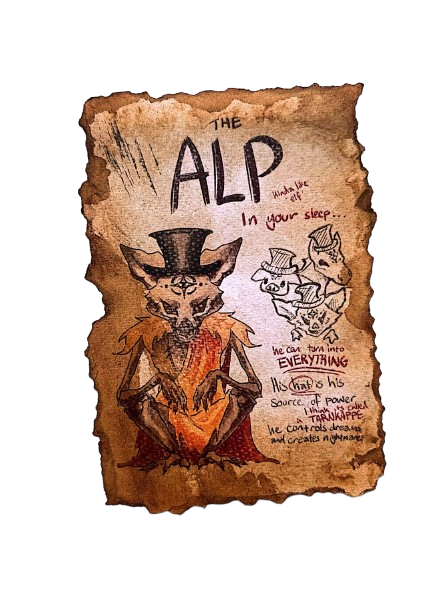 THE
ALP
kinda like
elf
In your sleep...
he can turn into
EVERYTHING
His hat is his
source of power
I think it's called
a TARNKAPPE
he controls dreams
and creates nightmares